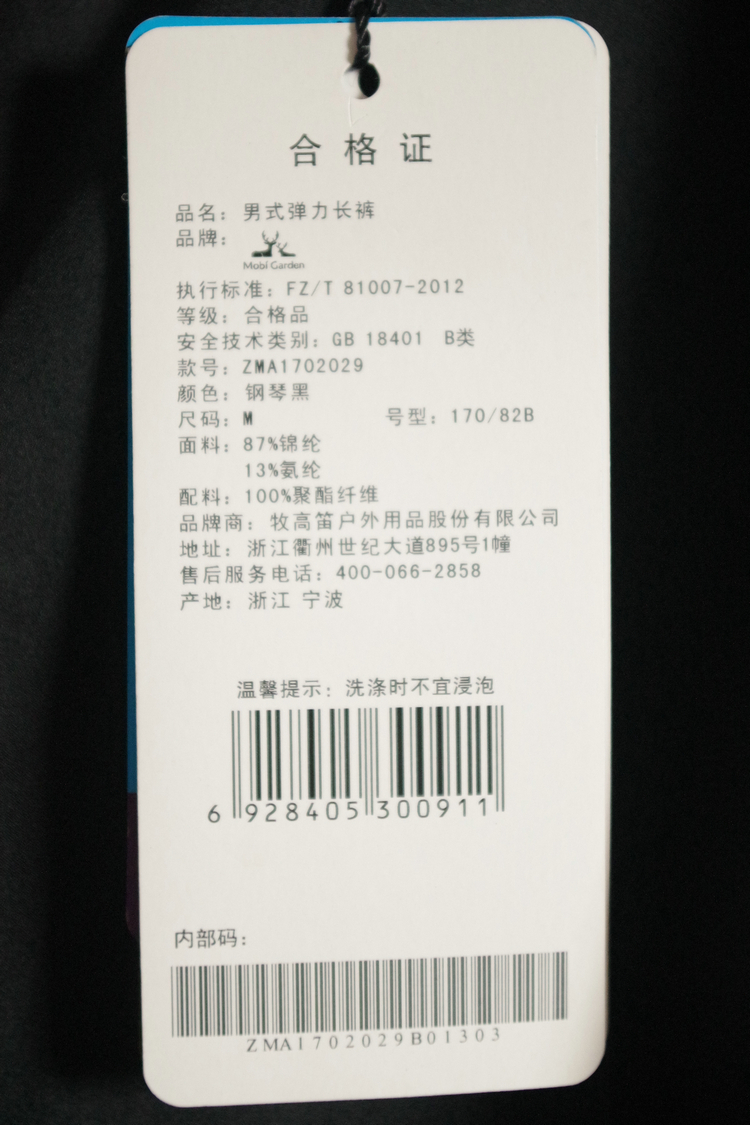 合格证
品名：男式弹力长裤
品牌：
Mobi Garden
执行标准：FZ/T 81007-2012
等级：合格品
安全技术类别：GB 18401 B类
款号：ZMA1702029
颜色：钢琴黑
尺码：M 号型：170/82B
面料：87%锦纶
13%氨纶
配料：100%聚酯纤维
品牌商：牧高笛户外用品股份有限公司
地址：浙江衢州世纪大道895号1幢
售后服务电话：400-066-2858
产地：浙江 宁波
温馨提示：洗涤时不宜浸泡
6 928405 300911
内部码：
ZMA1702029B01303